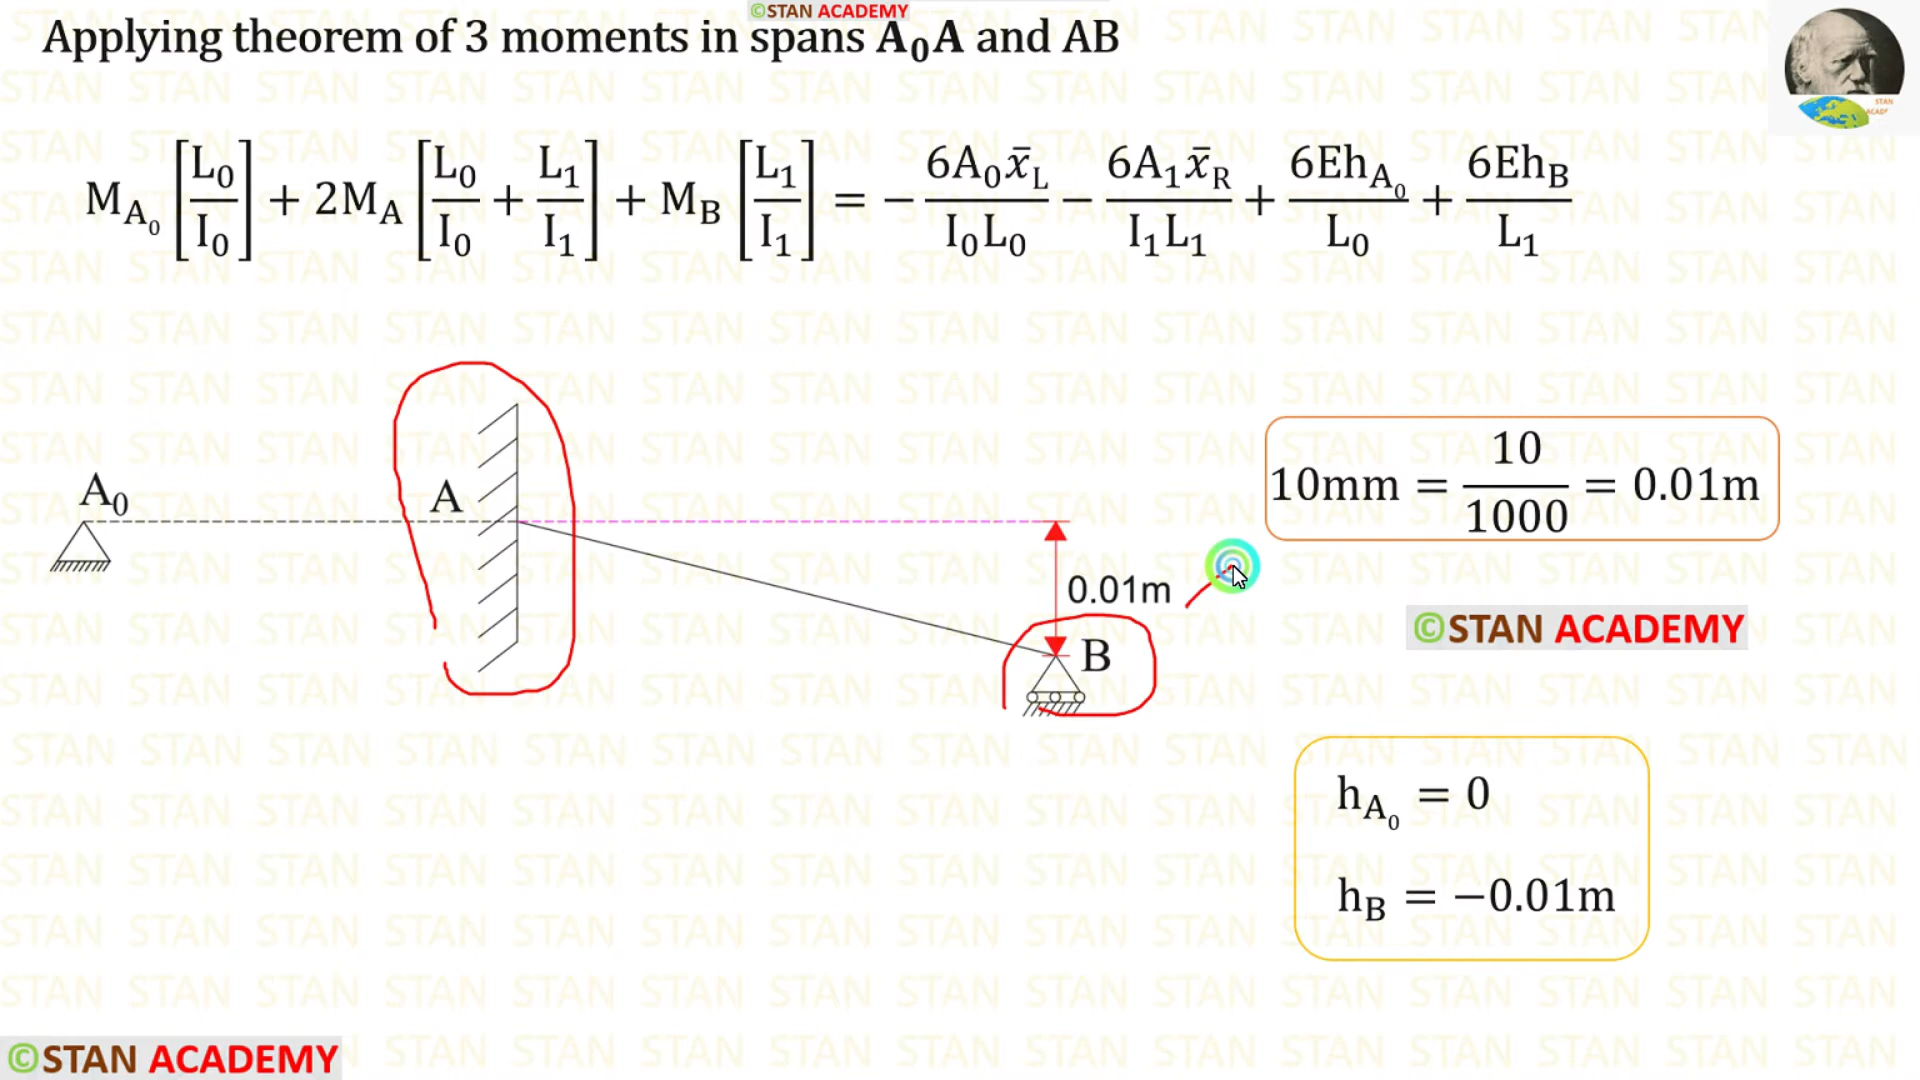 ©STAN ACADEMY
Applying theorem of 3 moments in spans A₀A and AB
STAN ACADEMY
M_A₀ [L₀/I₀] + 2M_A [L₀/I₀ + L₁/I₁] + M_B [L₁/I₁] = − 6A₀x̄_L/I₀L₀ − 6A₁x̄_R/I₁L₁ + 6Eh_A₀/L₀ + 6Eh_B/L₁
A₀
A
10mm = 10/1000 = 0.01m
0.01m
B
©STAN ACADEMY
h_A₀ = 0
h_B = −0.01m
©STAN ACADEMY